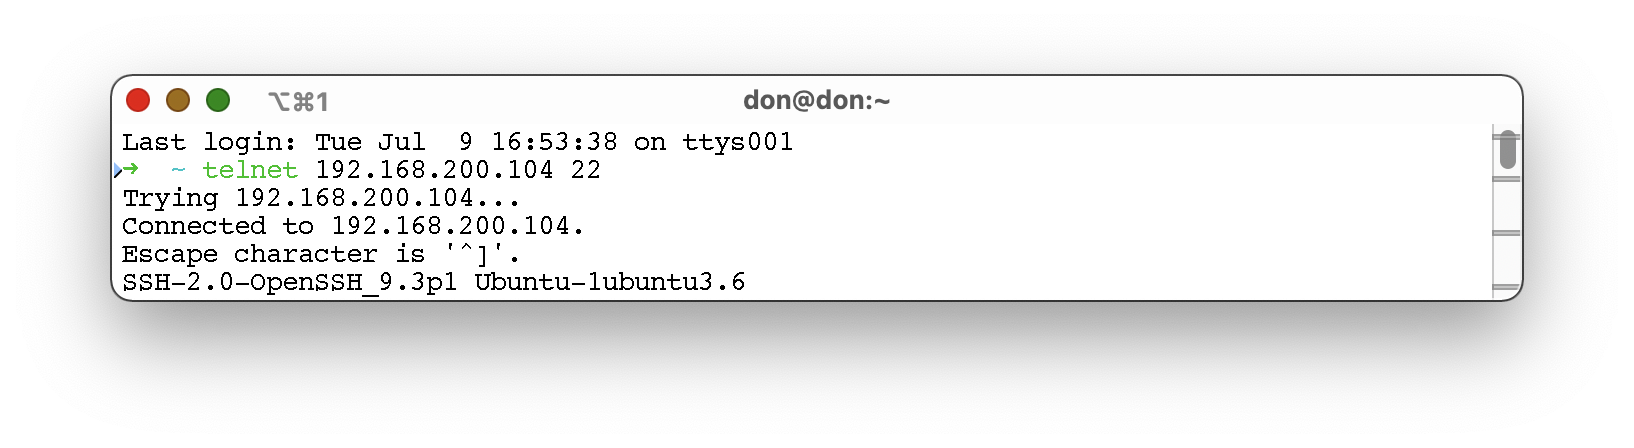 ⌥⌘1 don@don:~
Last login: Tue Jul  9 16:53:38 on ttys001
➜  ~ telnet 192.168.200.104 22
Trying 192.168.200.104...
Connected to 192.168.200.104.
Escape character is '^]'.
SSH-2.0-OpenSSH_9.3p1 Ubuntu-1ubuntu3.6